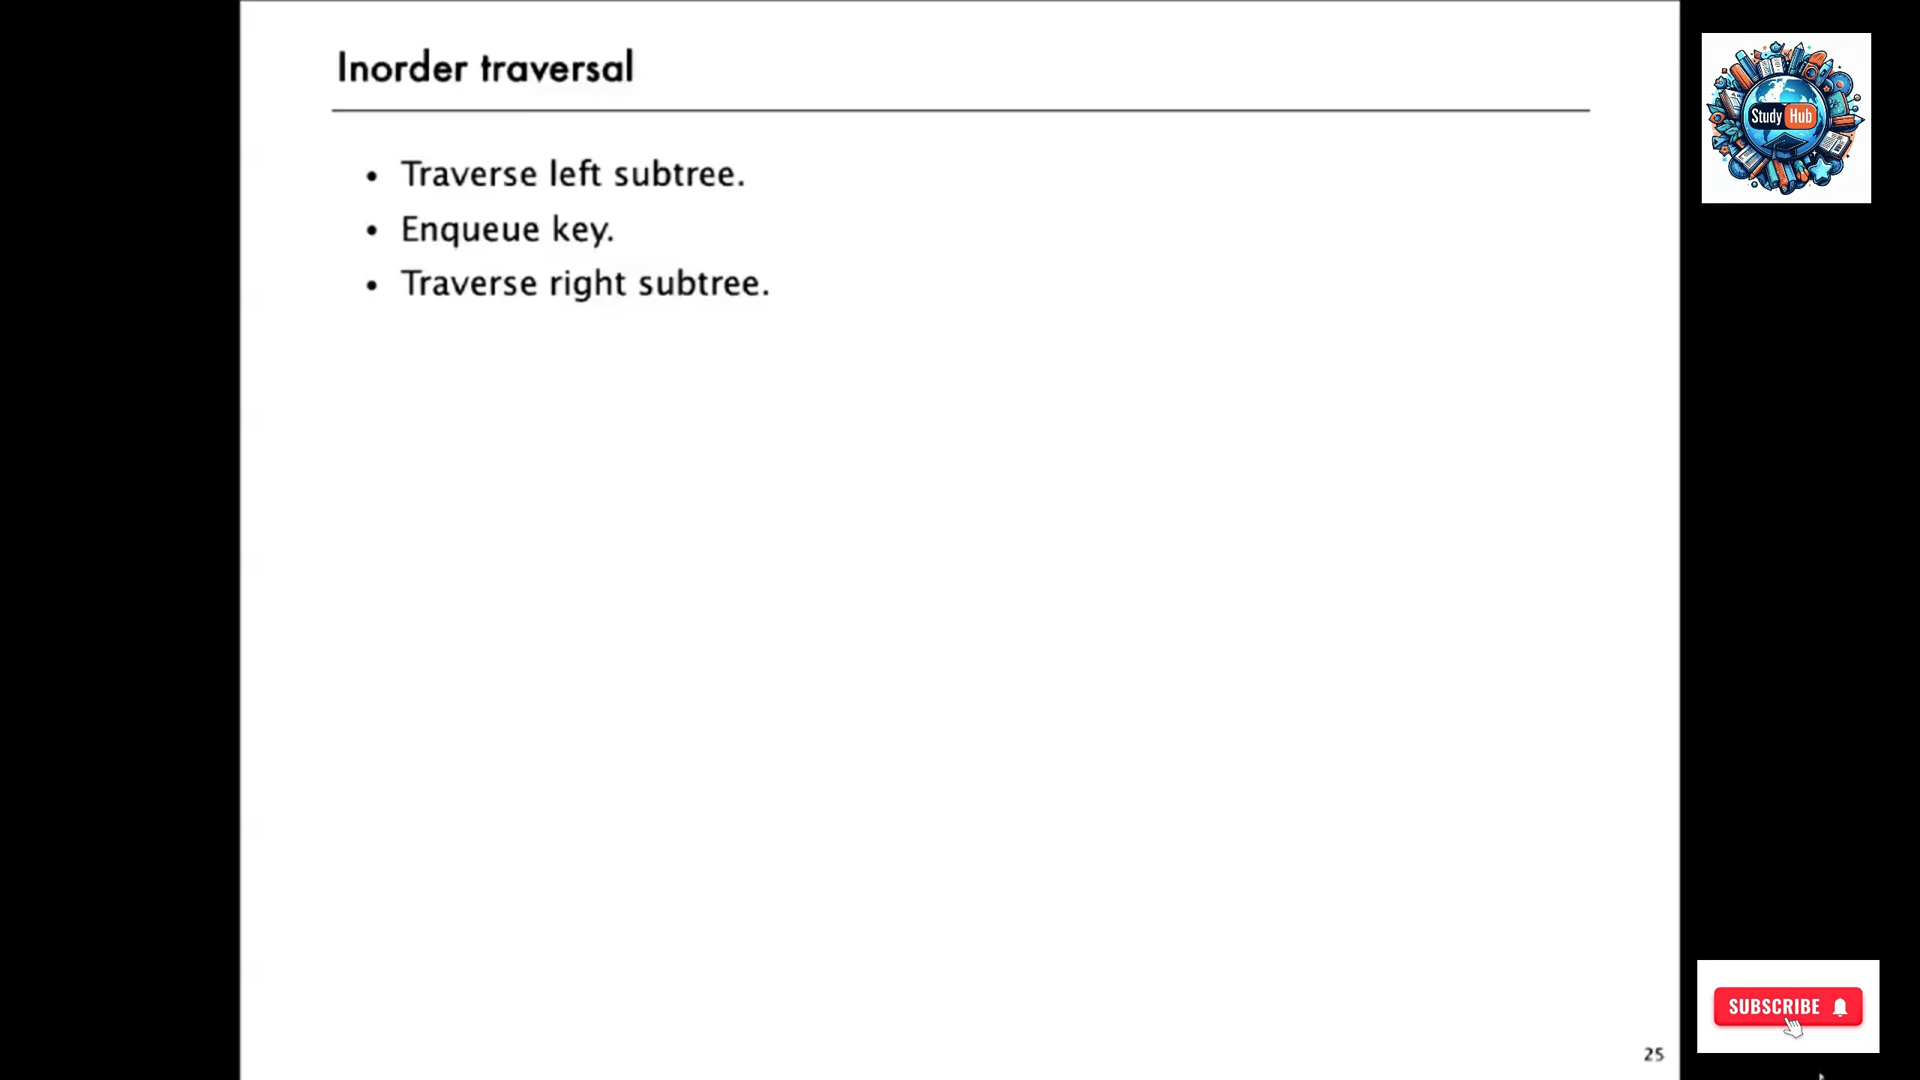 Inorder traversal
• Traverse left subtree.
• Enqueue key.
• Traverse right subtree.
Study Hub
SUBSCRIBE
25